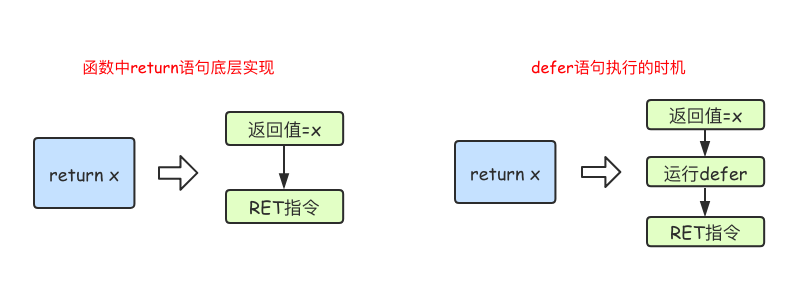 函数中return语句底层实现
return x
返回值=x
RET指令
defer语句执行的时机
return x
返回值=x
运行defer
RET指令